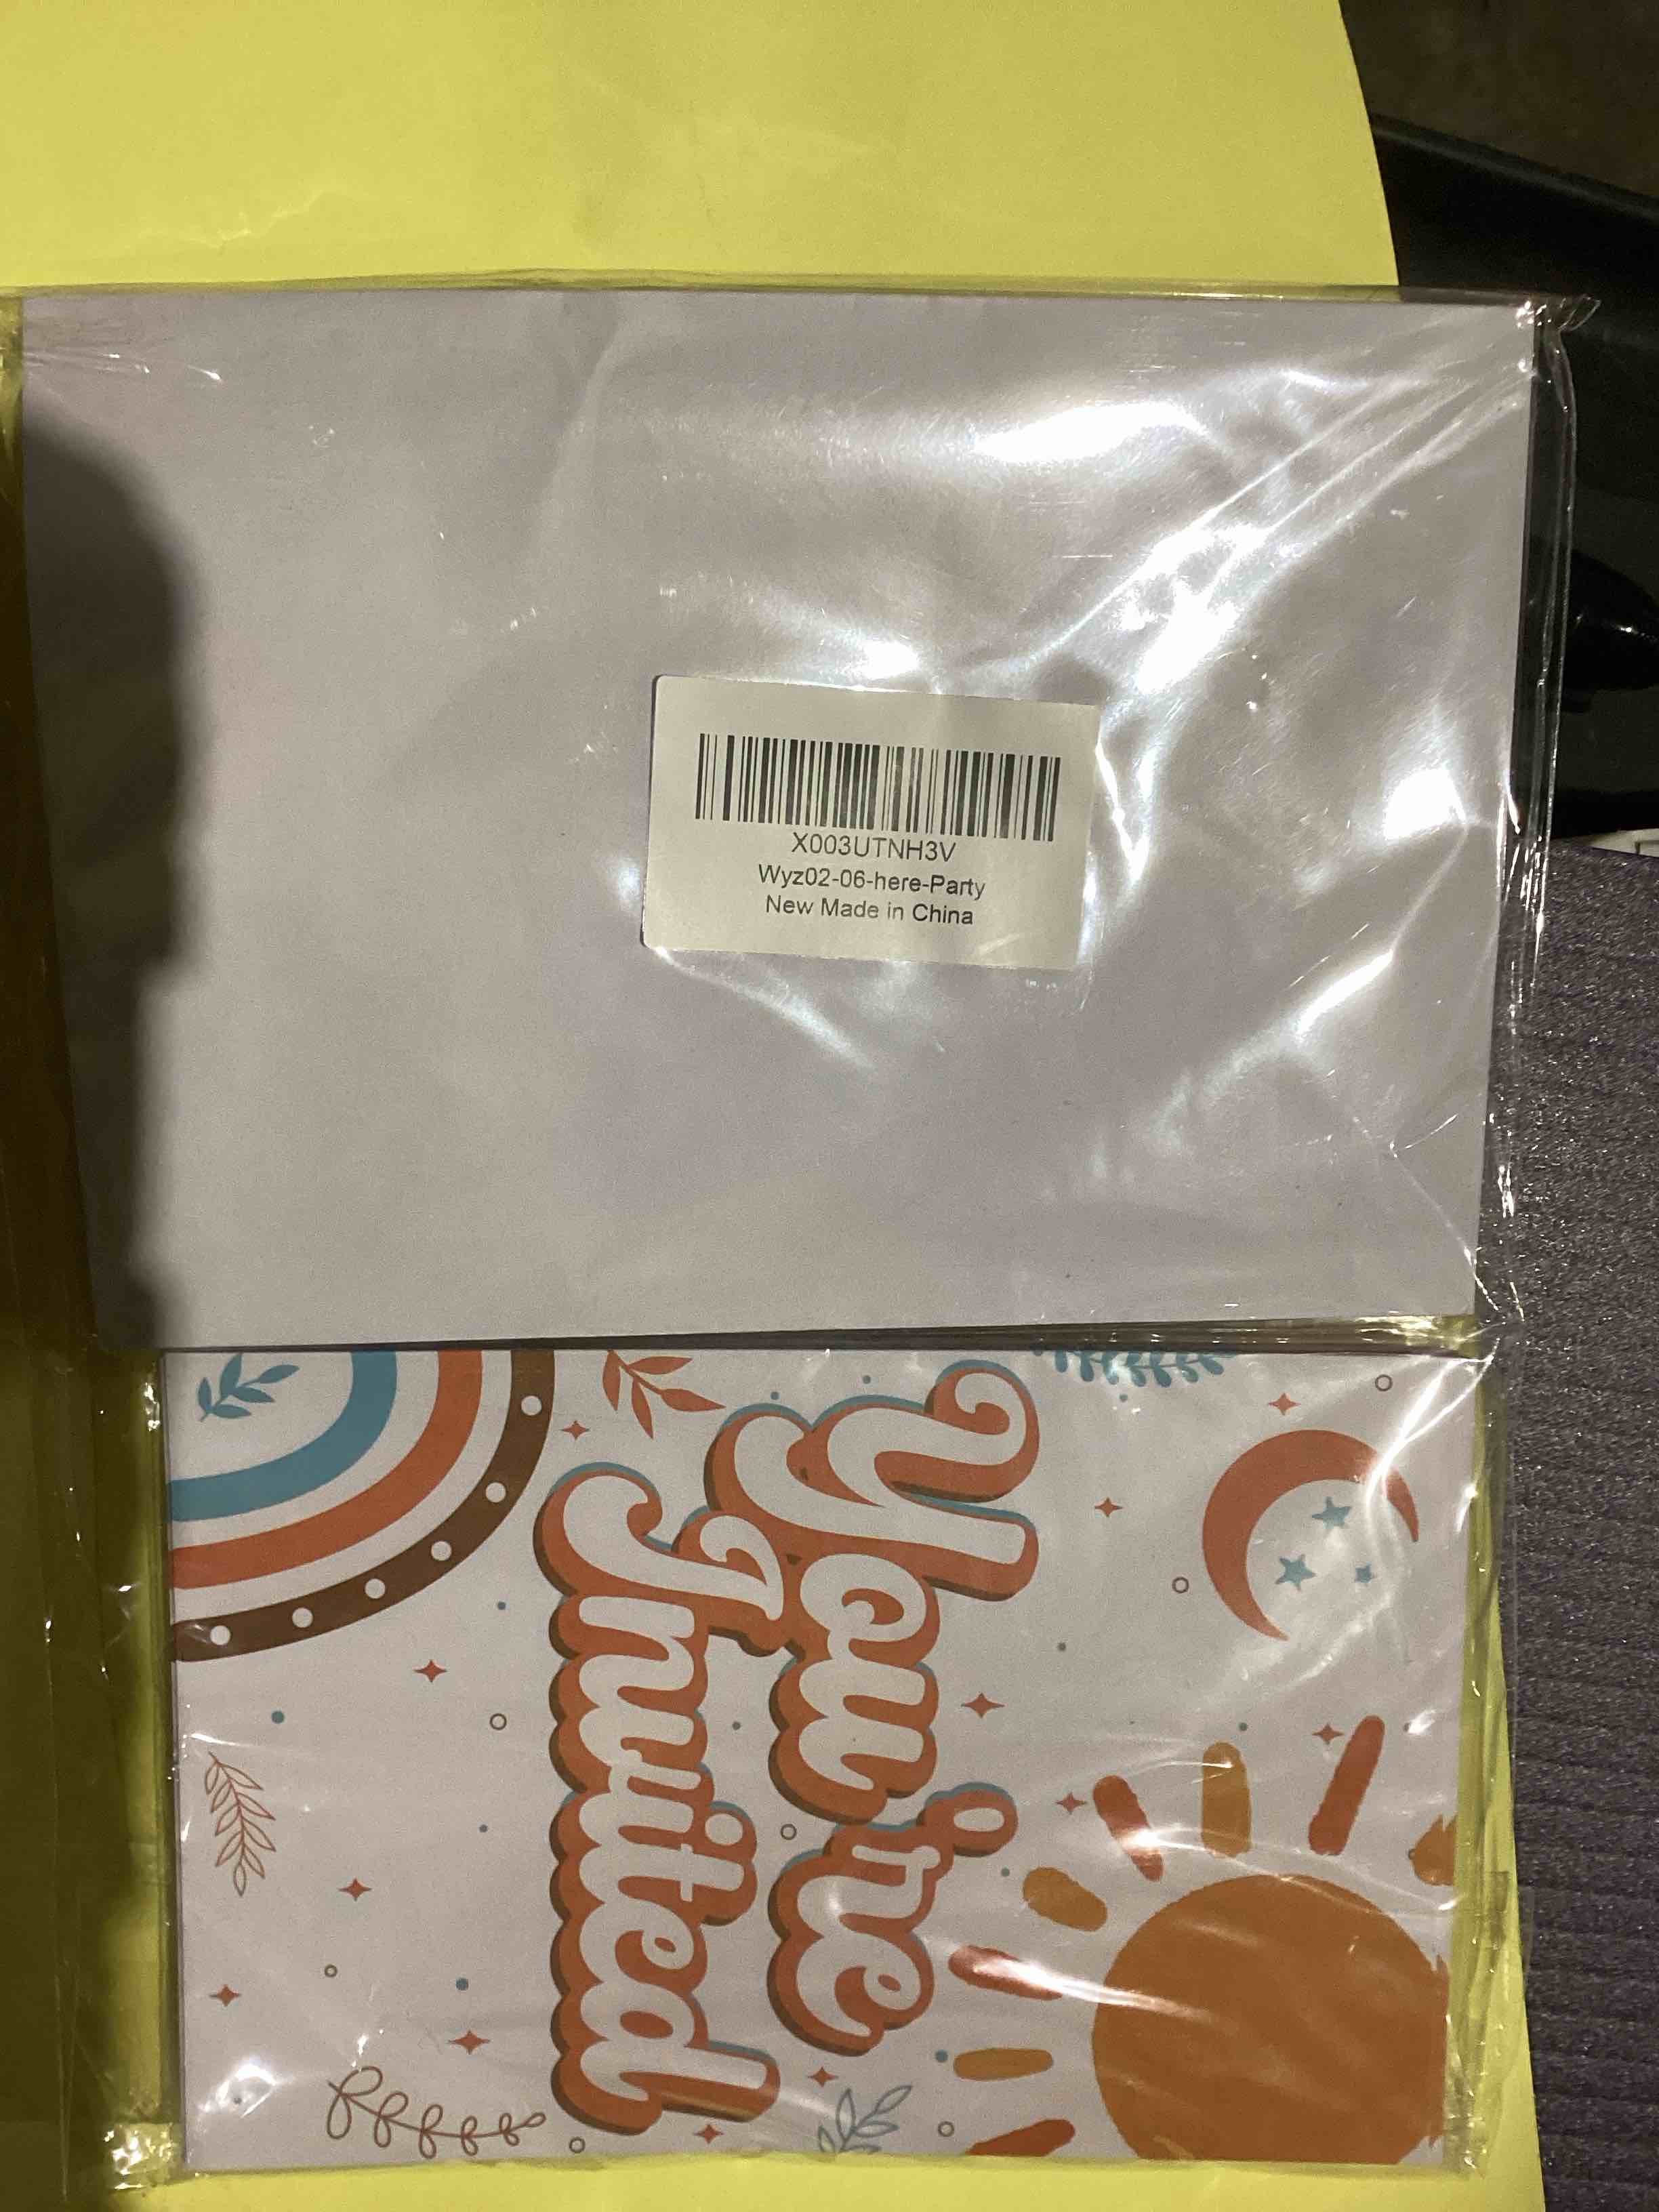 X003UTNH3V
Wyz02-06-here-Party
New Made in China
You're
Invited